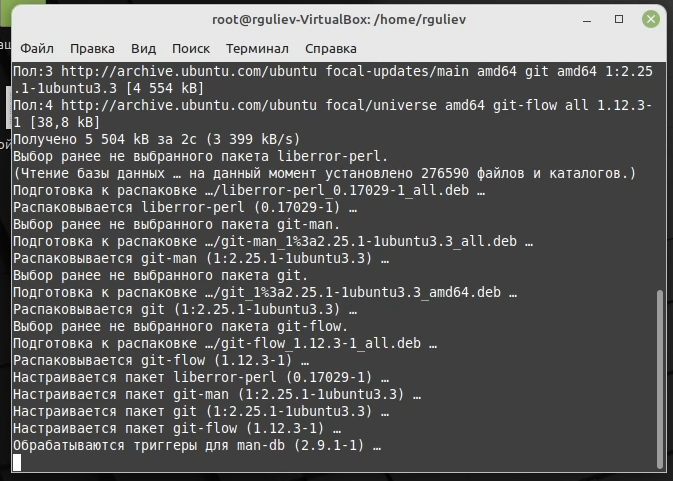 root@rguliev-VirtualBox: /home/rguliev
Файл Правка Вид Поиск Терминал Справка
Пол:3 http://archive.ubuntu.com/ubuntu focal-updates/main amd64 git amd64 1:2.25
.1-1ubuntu3.3 [4 554 kB]
Пол:4 http://archive.ubuntu.com/ubuntu focal/universe amd64 git-flow all 1.12.3-
1 [38,8 kB]
Получено 5 504 kB за 2с (3 399 kB/s)
Выбор ранее не выбранного пакета liberror-perl.
(Чтение базы данных … на данный момент установлено 276590 файлов и каталогов.)
Подготовка к распаковке …/liberror-perl_0.17029-1_all.deb …
Распаковывается liberror-perl (0.17029-1) …
Выбор ранее не выбранного пакета git-man.
Подготовка к распаковке …/git-man_1%3a2.25.1-1ubuntu3.3_all.deb …
Распаковывается git-man (1:2.25.1-1ubuntu3.3) …
Выбор ранее не выбранного пакета git.
Подготовка к распаковке …/git_1%3a2.25.1-1ubuntu3.3_amd64.deb …
Распаковывается git (1:2.25.1-1ubuntu3.3) …
Выбор ранее не выбранного пакета git-flow.
Подготовка к распаковке …/git-flow_1.12.3-1_all.deb …
Распаковывается git-flow (1.12.3-1) …
Настраивается пакет liberror-perl (0.17029-1) …
Настраивается пакет git-man (1:2.25.1-1ubuntu3.3) …
Настраивается пакет git (1:2.25.1-1ubuntu3.3) …
Настраивается пакет git-flow (1.12.3-1) …
Обрабатываются триггеры для man-db (2.9.1-1) …